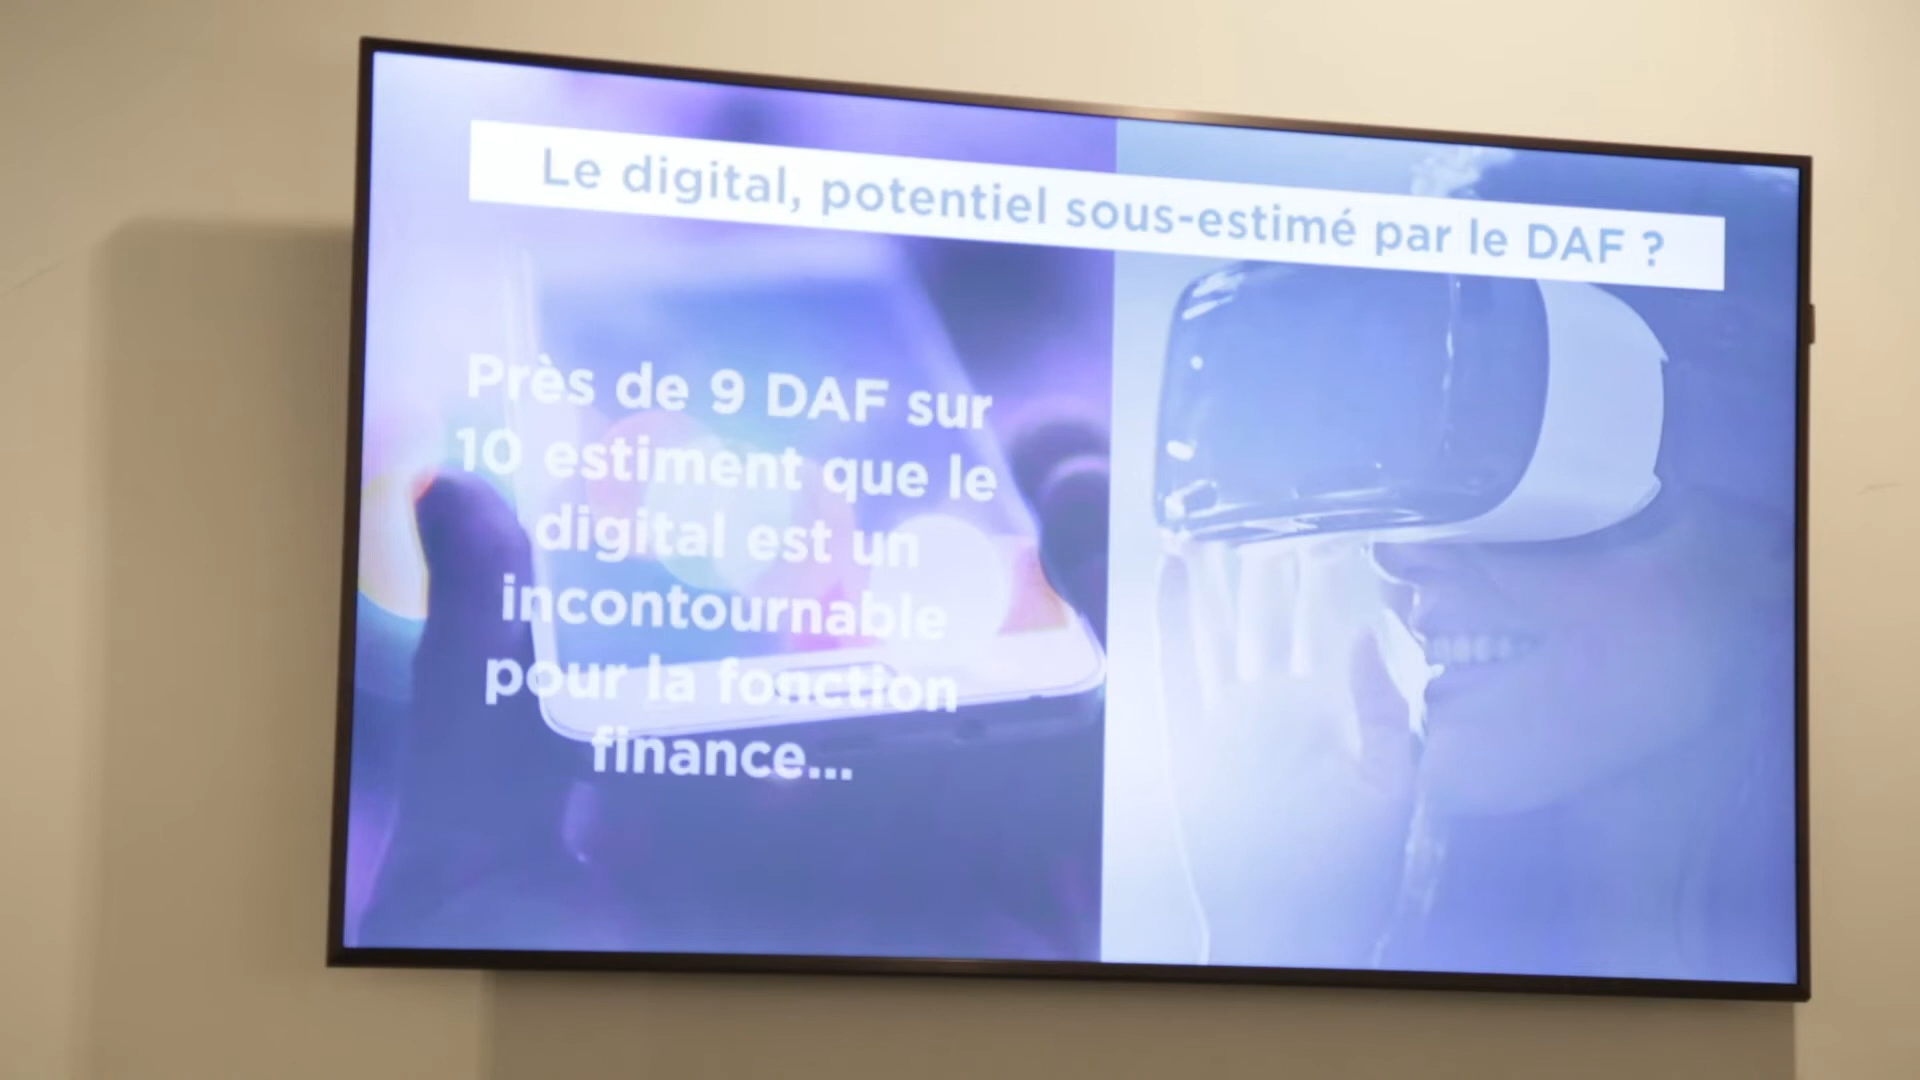 Le digital, potentiel sous-estimé par le DAF ?
Près de 9 DAF sur
10 estiment que le
digital est un
incontournable
pour la fonction
finance...